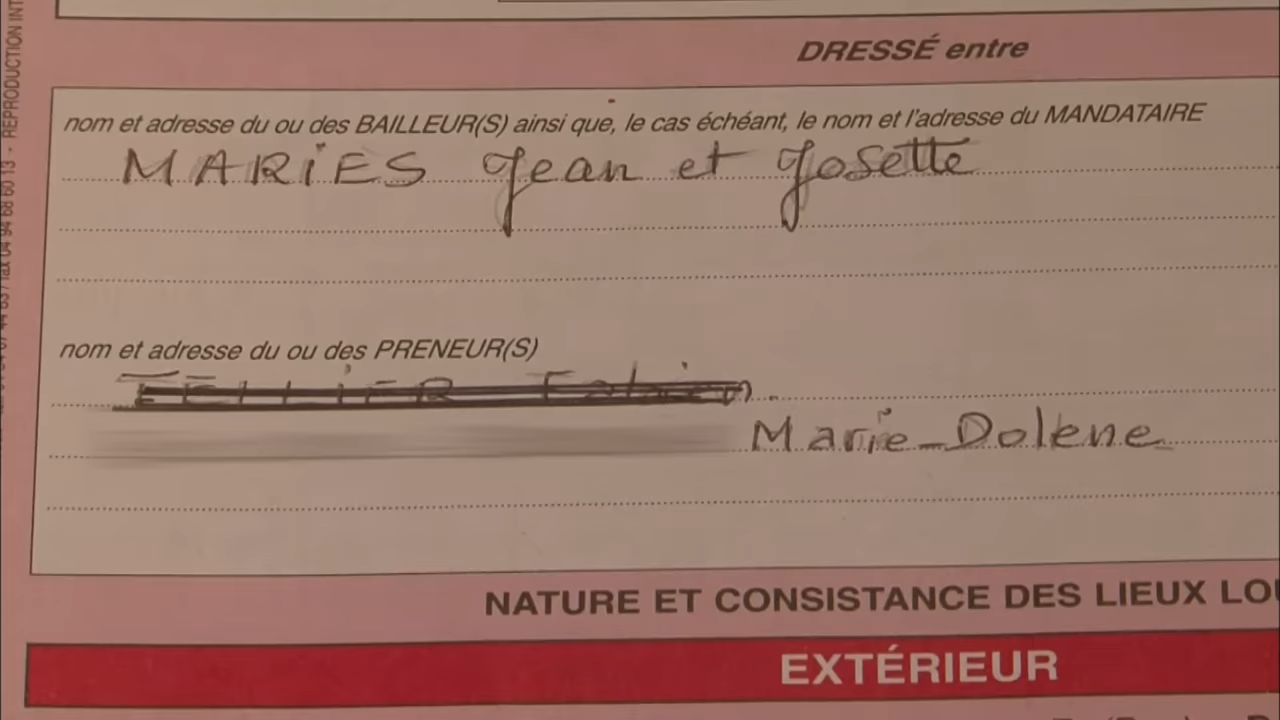 DRESSÉ entre
nom et adresse du ou des BAILLEUR(S) ainsi que, le cas échéant, le nom et l'adresse du MANDATAIRE
MARIES Jean et Josette
nom et adresse du ou des PRENEUR(S)
Marie-Dolene
NATURE ET CONSISTANCE DES LIEUX
EXTÉRIEUR
REPRODUCTION